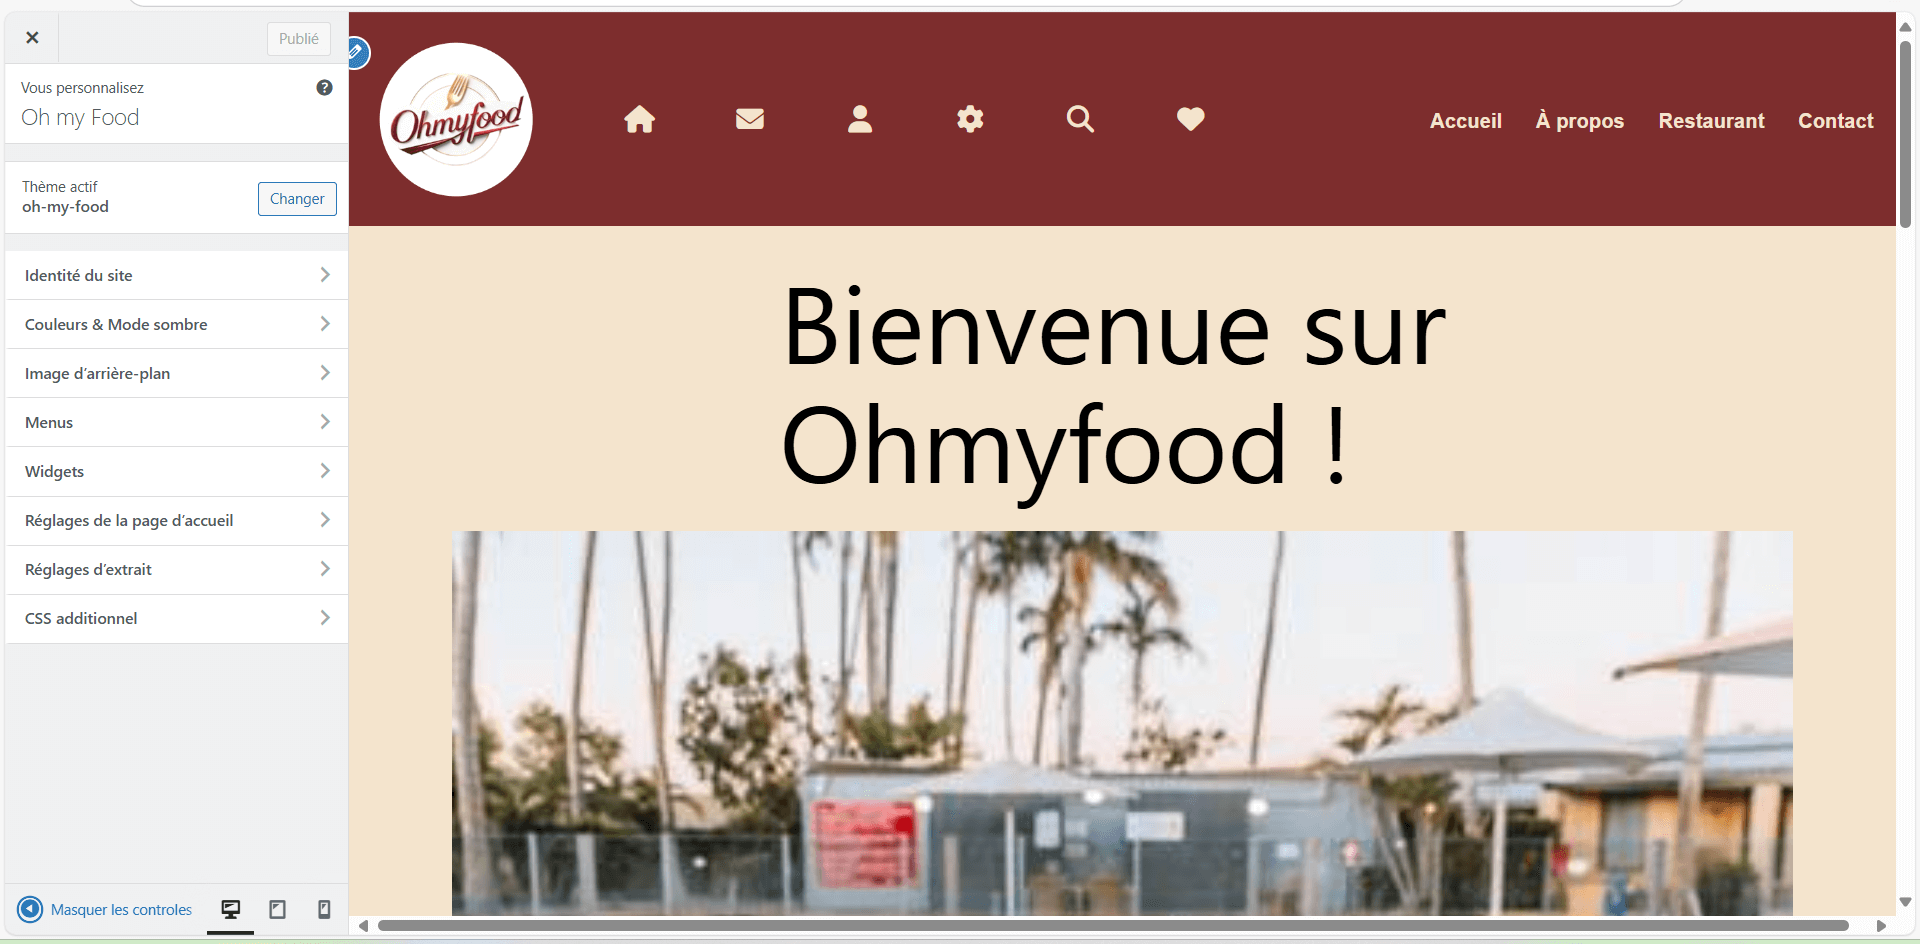 Publié
Vous personnalisez
Oh my Food
Thème actif
oh-my-food
Changer
Identité du site
Couleurs & Mode sombre
Image d’arrière-plan
Menus
Widgets
Réglages de la page d’accueil
Réglages d’extrait
CSS additionnel
Masquer les controles
Ohmyfood
Accueil
À propos
Restaurant
Contact
Bienvenue sur
Ohmyfood !